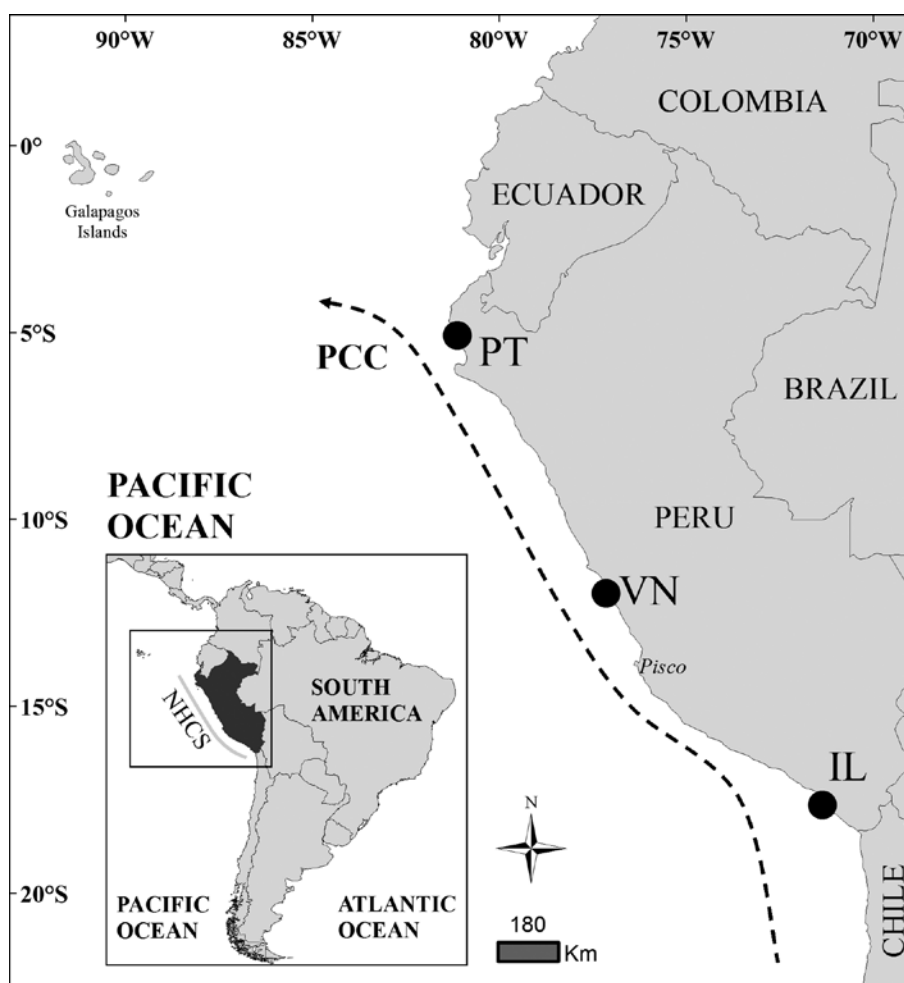 90°W 85°W 80°W 75°W 70°W
COLOMBIA
0°
ECUADOR
Galapagos
Islands
5°S
PCC
PT
BRAZIL
PACIFIC
OCEAN
10°S
PERU
VN
Pisco
SOUTH
AMERICA
15°S
NHCS
IL
N
20°S
PACIFIC
OCEAN
ATLANTIC
OCEAN
180
Km
CHILE